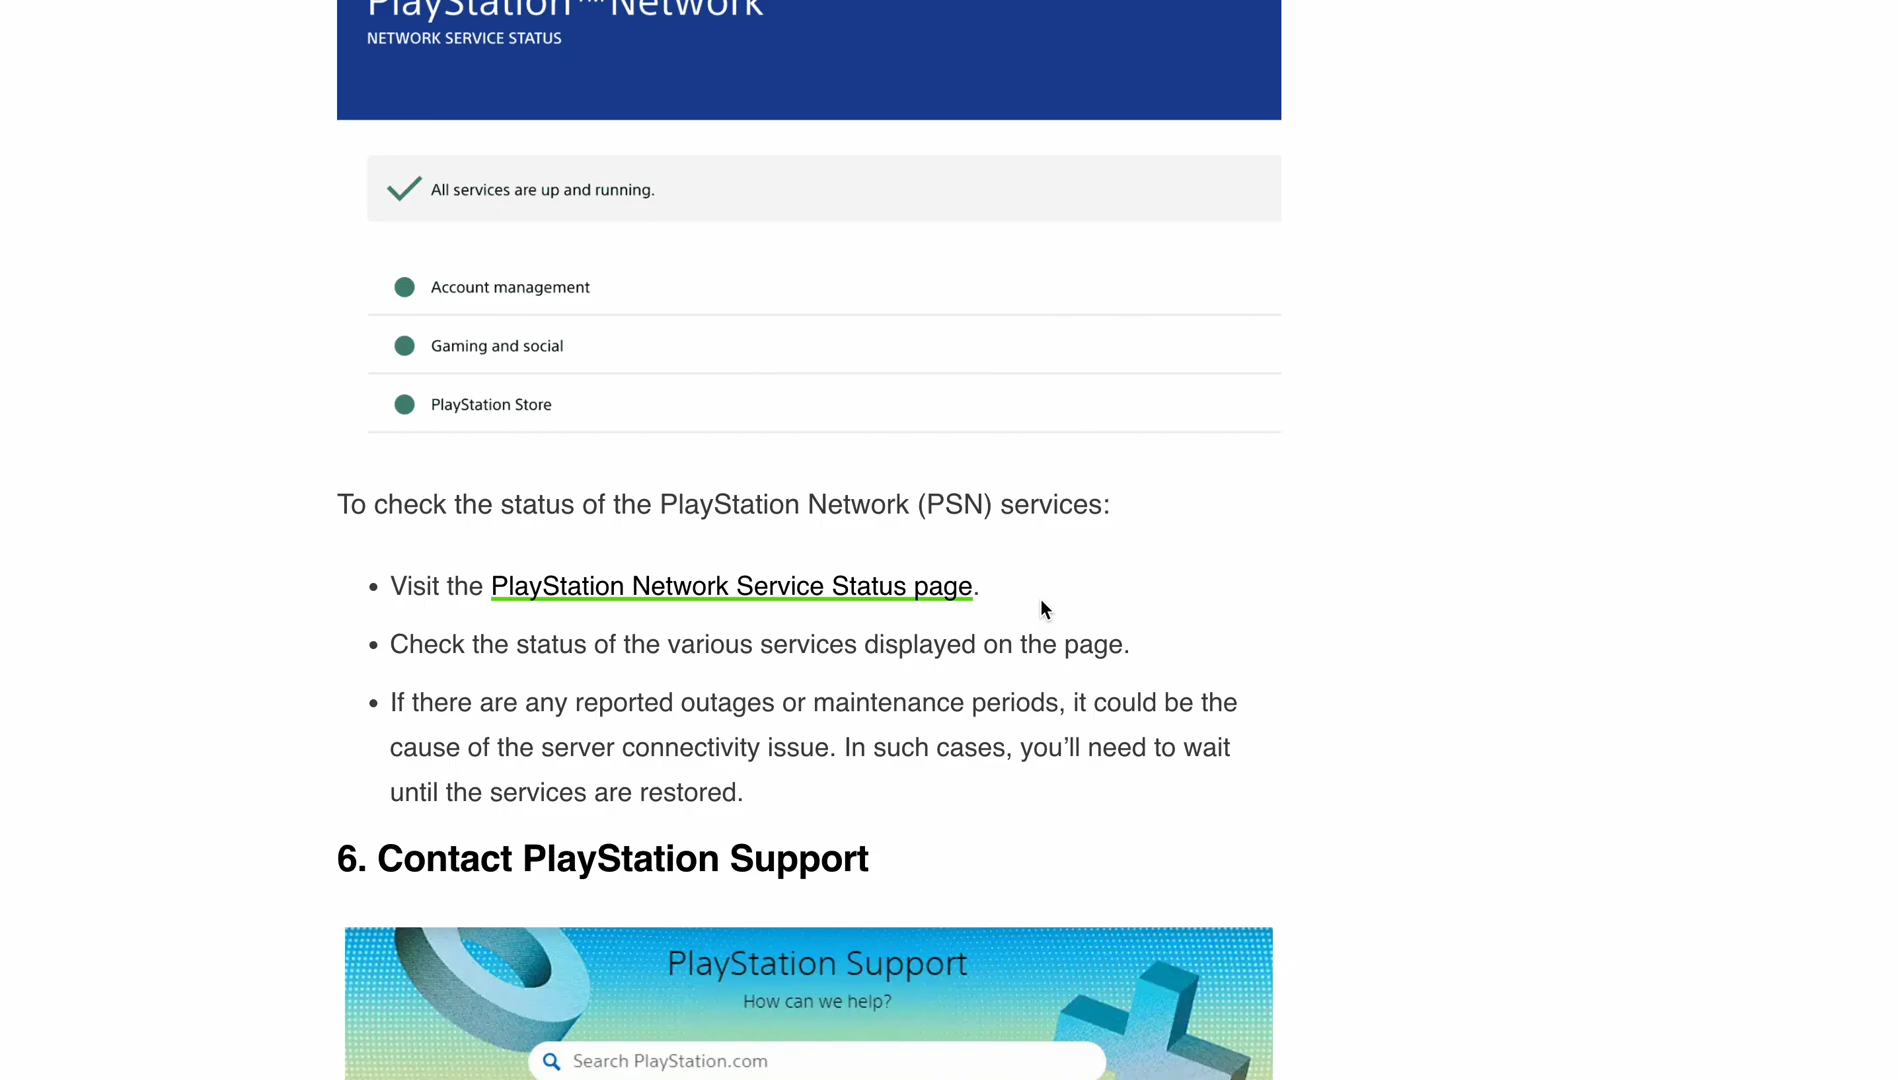 PlayStation™Network
NETWORK SERVICE STATUS
All services are up and running.
Account management
Gaming and social
PlayStation Store
To check the status of the PlayStation Network (PSN) services:
• Visit the PlayStation Network Service Status page.
• Check the status of the various services displayed on the page.
• If there are any reported outages or maintenance periods, it could be the
cause of the server connectivity issue. In such cases, you’ll need to wait
until the services are restored.
6. Contact PlayStation Support
PlayStation Support
How can we help?
Search PlayStation.com